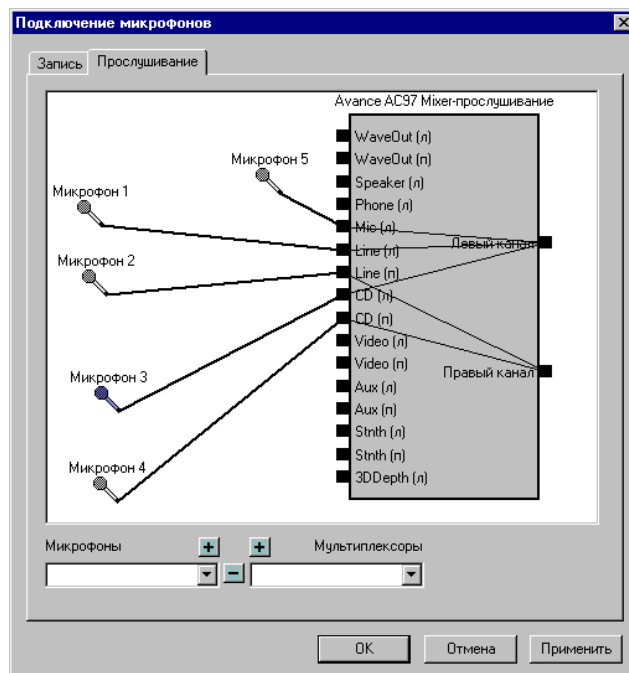 Подключение микрофонов
Запись
Прослушивание
Avance AC97 Mixer-прослушивание
WaveOut (л)
WaveOut (п)
Speaker (л)
Phone (л)
Mic (л)
Line (л)
Line (п)
CD (л)
CD (п)
Video (л)
Video (п)
Aux (л)
Aux (п)
Stnth (л)
Stnth (п)
3DDepth (л)
Левый канал
Правый канал
Микрофон 5
Микрофон 1
Микрофон 2
Микрофон 3
Микрофон 4
Микрофоны
Мультиплексоры
OK
Отмена
Применить